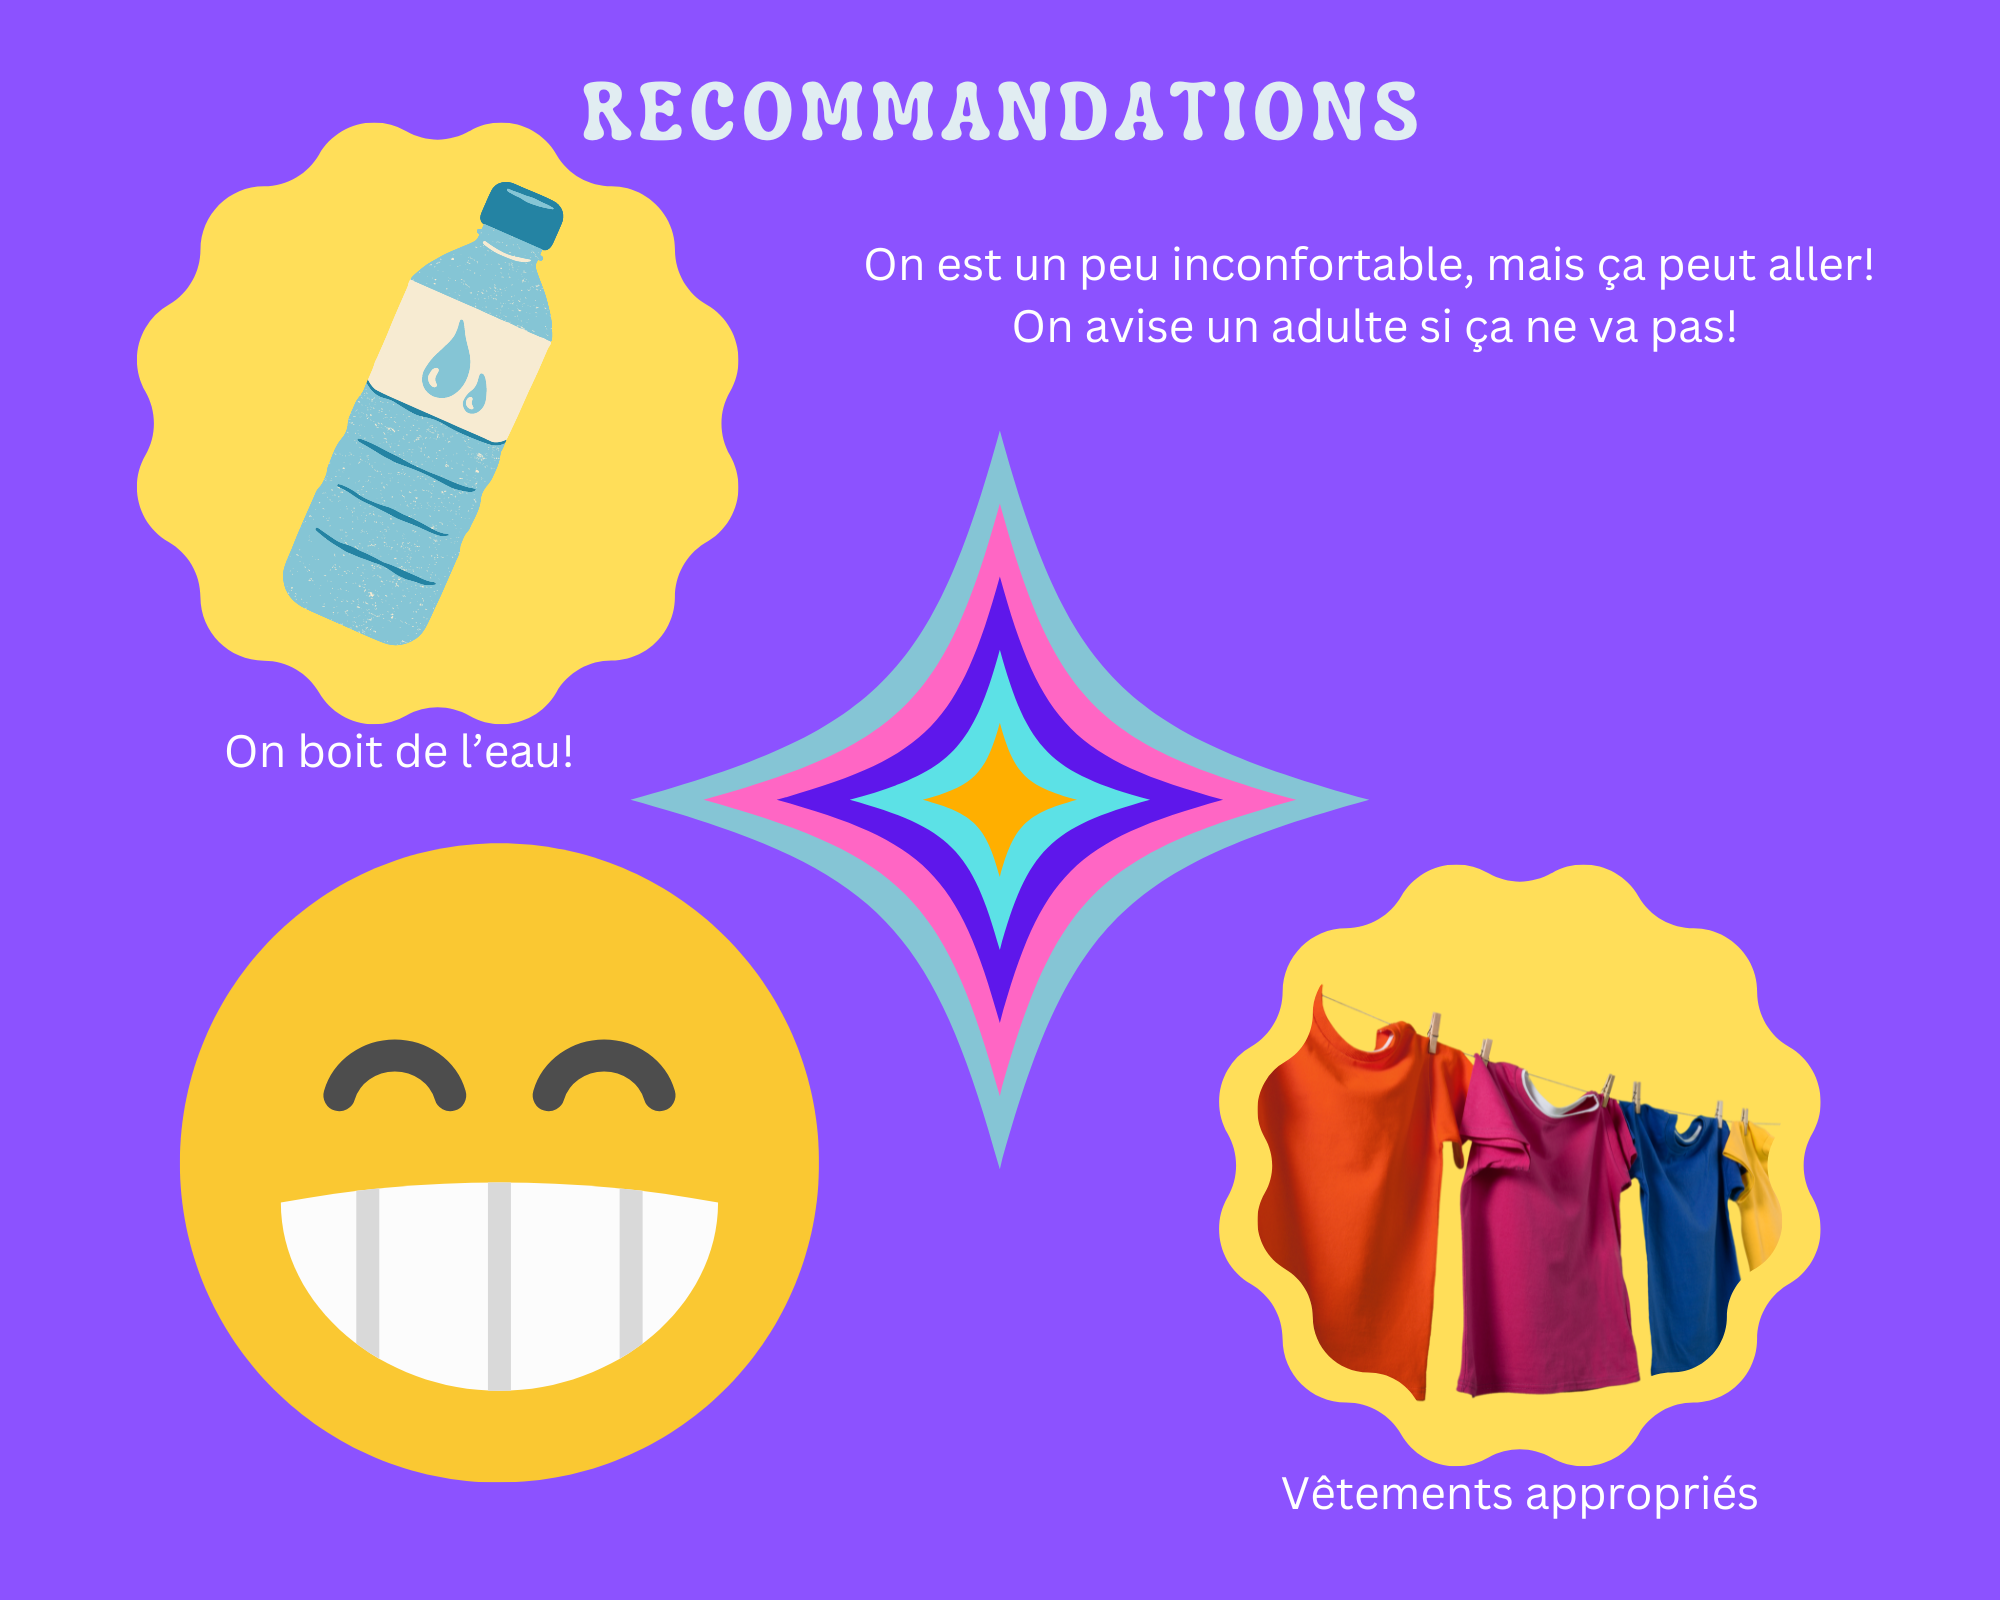 RECOMMANDATIONS
On est un peu inconfortable, mais ça peut aller!
On avise un adulte si ça ne va pas!
On boit de l’eau!
Vêtements appropriés